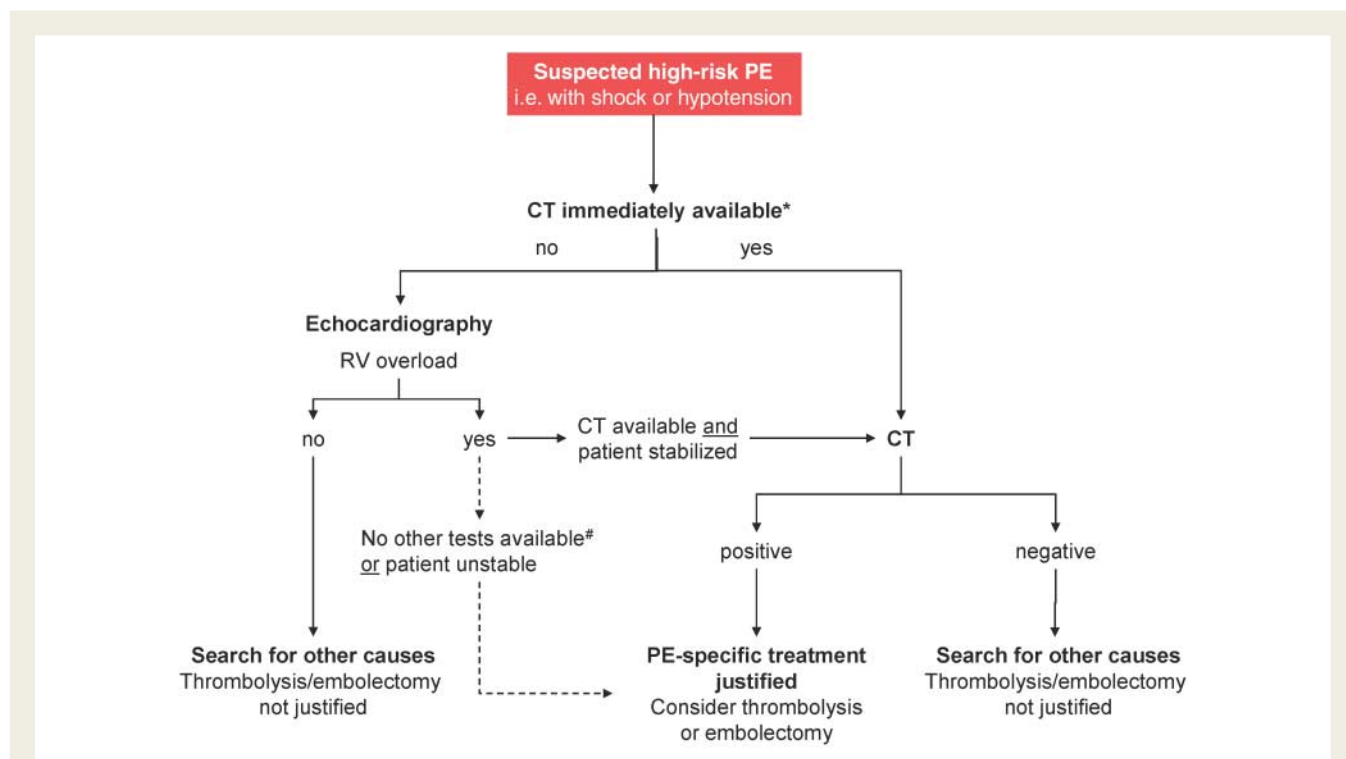 Suspected high-risk PE
i.e. with shock or hypotension
CT immediately available*
no
yes
Echocardiography
RV overload
no
yes
CT available and
patient stabilized
CT
No other tests available#
or patient unstable
positive
negative
Search for other causes
Thrombolysis/embolectomy
not justified
PE-specific treatment
justified
Consider thrombolysis
or embolectomy
Search for other causes
Thrombolysis/embolectomy
not justified